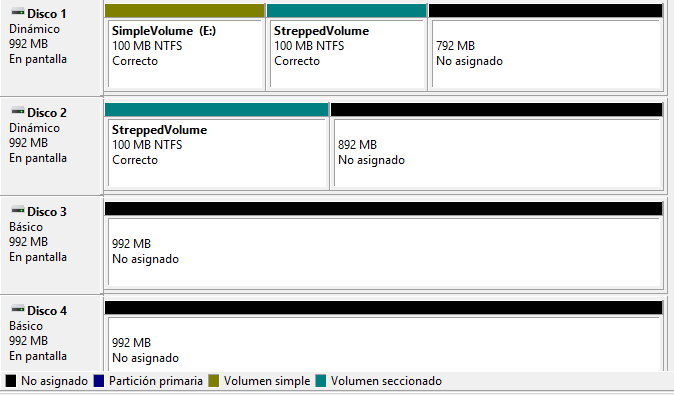 Disco 1
Dinámico
992 MB
En pantalla
SimpleVolume (E:)
100 MB NTFS
Correcto
StreppedVolume
100 MB NTFS
Correcto
792 MB
No asignado
Disco 2
Dinámico
992 MB
En pantalla
StreppedVolume
100 MB NTFS
Correcto
892 MB
No asignado
Disco 3
Básico
992 MB
En pantalla
992 MB
No asignado
Disco 4
Básico
992 MB
En pantalla
992 MB
No asignado
No asignado Partición primaria Volumen simple Volumen seccionado